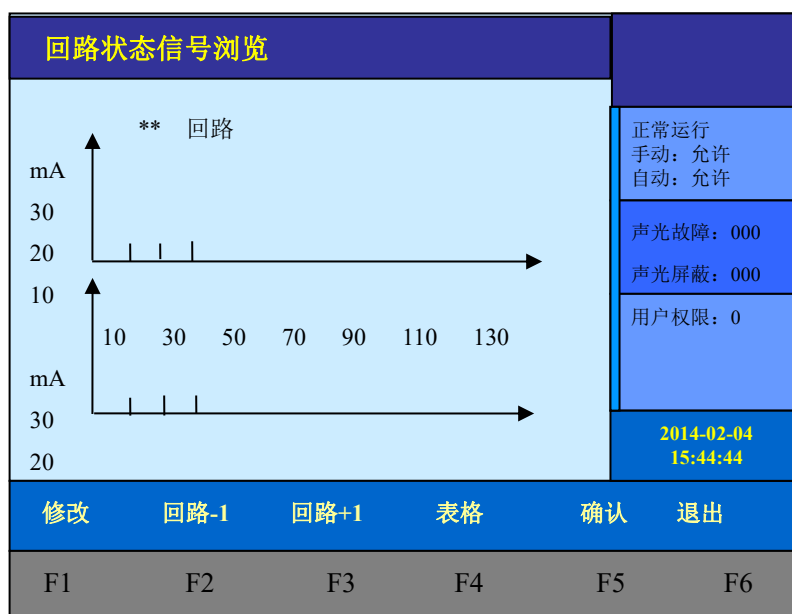 回路状态信号浏览
** 回路
mA
30
20
10
10 30 50 70 90 110 130
mA
30
20
正常运行
手动：允许
自动：允许
声光故障：000
声光屏蔽：000
用户权限：0
2014-02-04
15:44:44
修改 回路-1 回路+1 表格 确认 退出
F1 F2 F3 F4 F5 F6